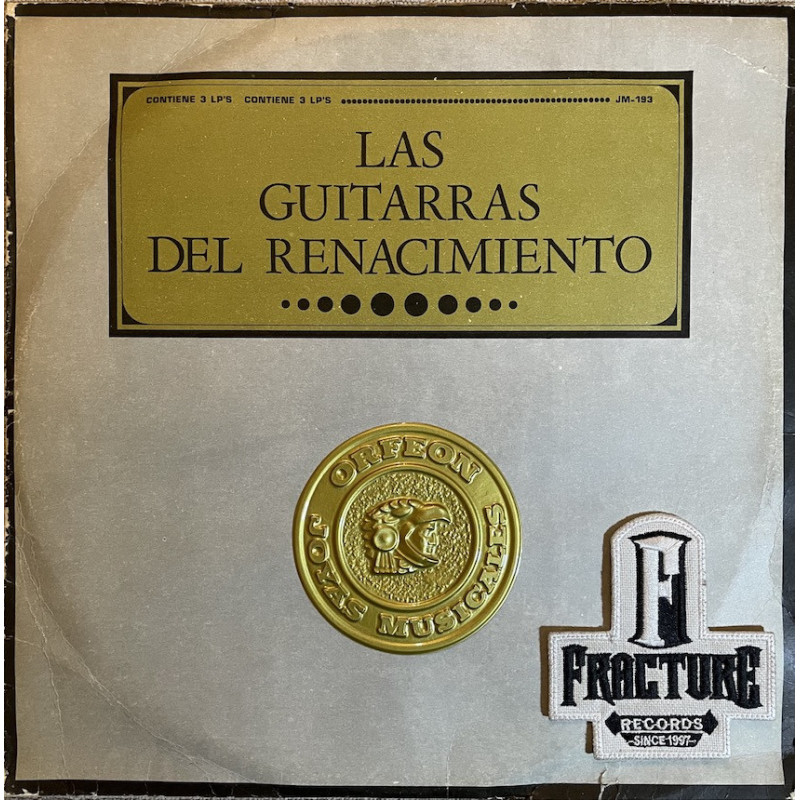 CONTIENE 3 LP'S CONTIENE 3 LP'S JM-193
LAS
GUITARRAS
DEL RENACIMIENTO
ORFEON
JOYAS MUSICALES
F
FRACTURE
RECORDS
-SINCE 1997-